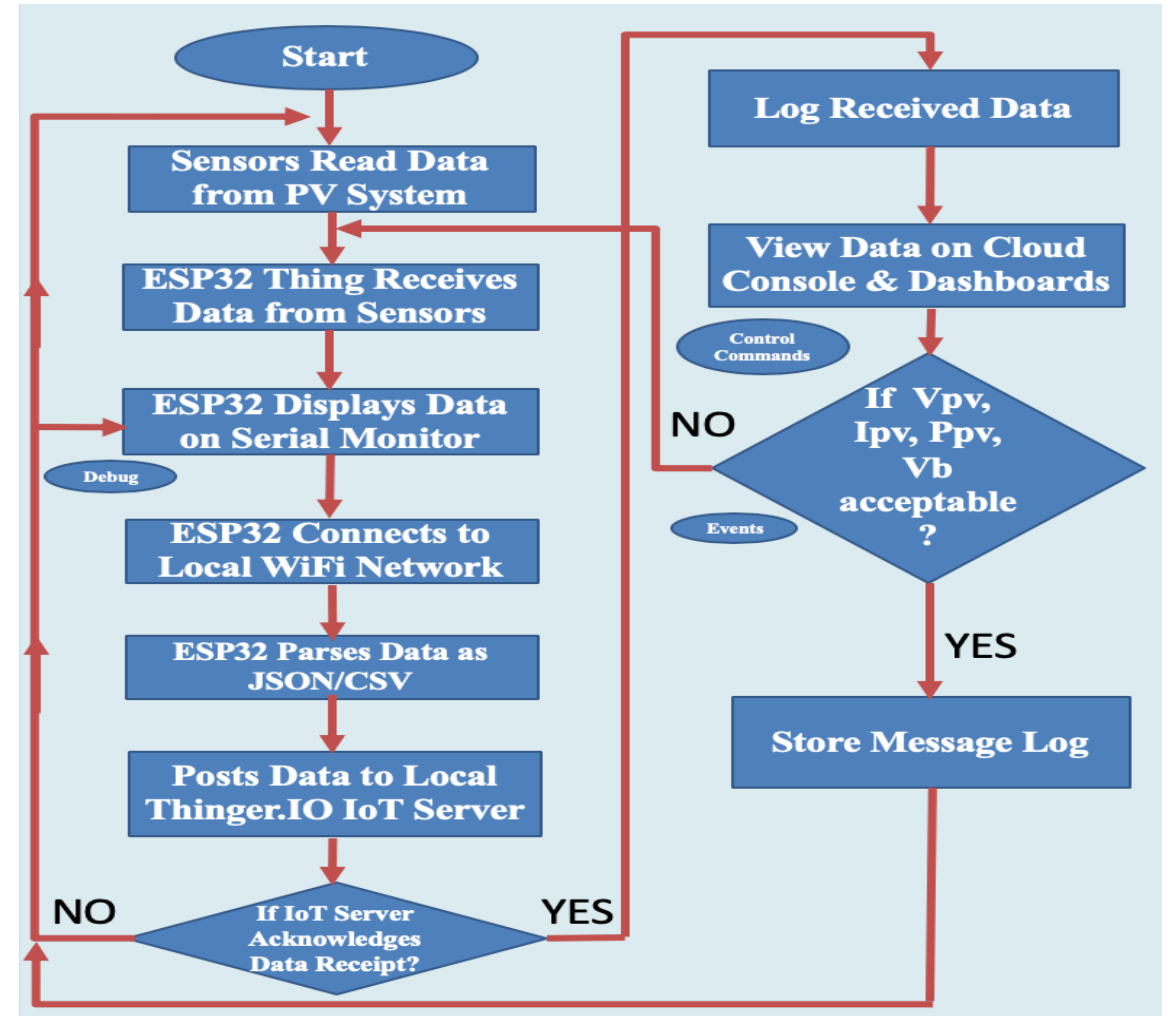 Start
Sensors Read Data
from PV System
ESP32 Thing Receives
Data from Sensors
ESP32 Displays Data
on Serial Monitor
Debug
ESP32 Connects to
Local WiFi Network
ESP32 Parses Data as
JSON/CSV
Posts Data to Local
Thinger.IO IoT Server
If IoT Server
Acknowledges
Data Receipt?
NO
YES
Log Received Data
View Data on Cloud
Console & Dashboards
Control
Commands
If Vpv,
Ipv, Ppv,
Vb
acceptable
?
NO
Events
YES
Store Message Log